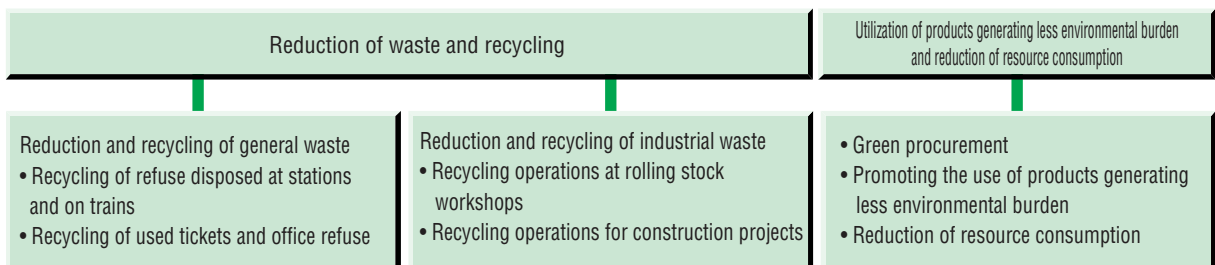 Reduction of waste and recycling
Utilization of products generating less environmental burden
and reduction of resource consumption
Reduction and recycling of general waste
• Recycling of refuse disposed at stations
and on trains
• Recycling of used tickets and office refuse
Reduction and recycling of industrial waste
• Recycling operations at rolling stock
workshops
• Recycling operations for construction projects
• Green procurement
• Promoting the use of products generating
less environmental burden
• Reduction of resource consumption